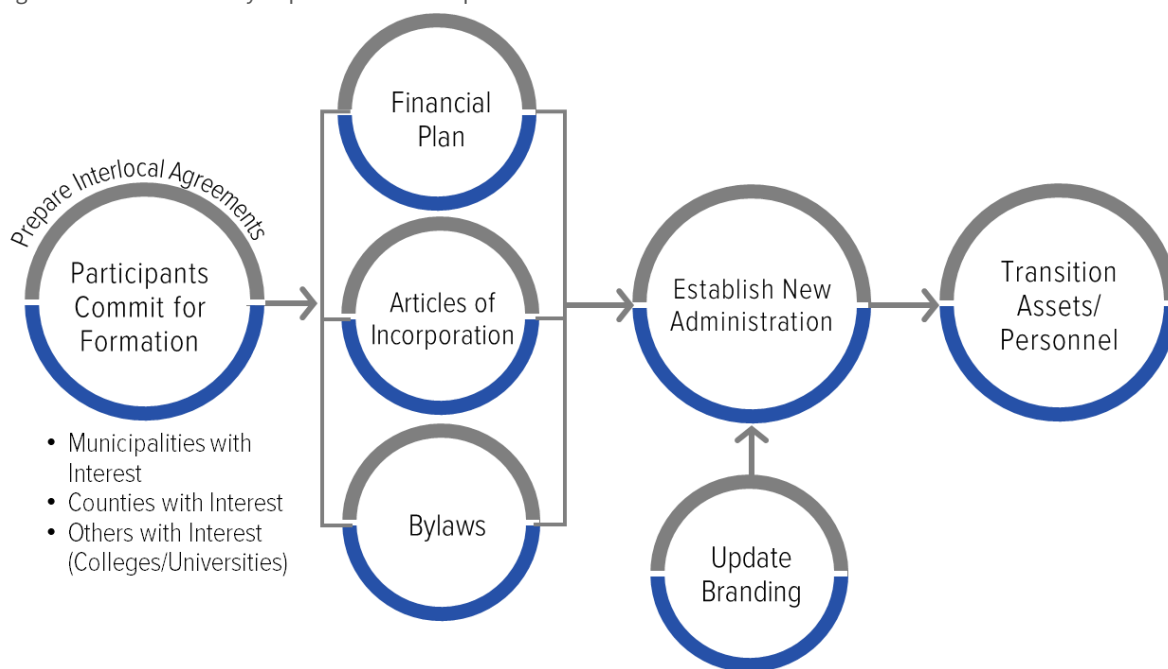 Prepare Interlocal Agreements
Participants
Commit for
Formation
• Municipalities with
Interest
• Counties with Interest
• Others with Interest
(Colleges/Universities)
Financial
Plan
Articles of
Incorporation
Bylaws
Establish New
Administration
Update
Branding
Transition
Assets/
Personnel